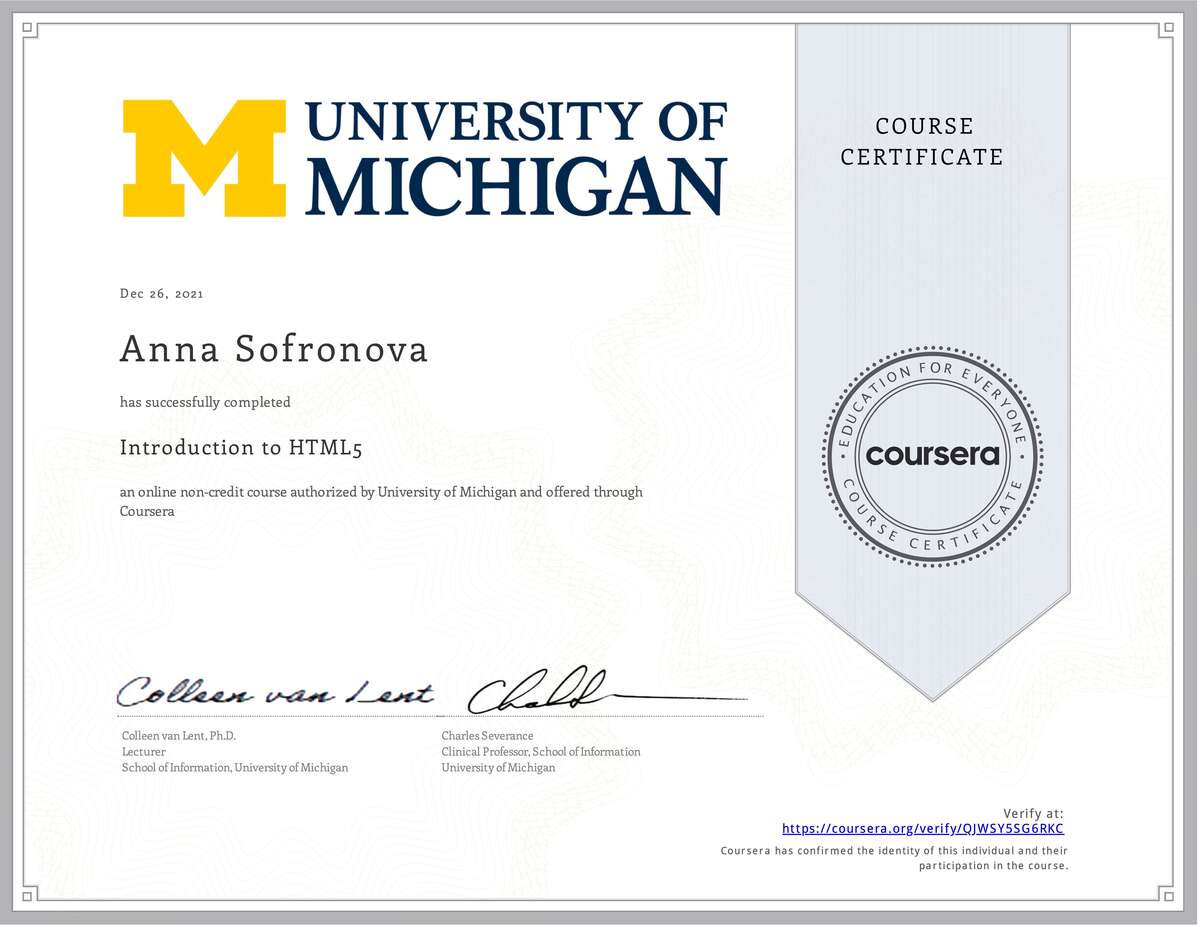 UNIVERSITY OF
MICHIGAN
COURSE
CERTIFICATE
Dec 26, 2021
Anna Sofronova
has successfully completed
Introduction to HTML5
an online non-credit course authorized by University of Michigan and offered through
Coursera
EDUCATION FOR EVERYONE
coursera
COURSE CERTIFICATE
Colleen van Lent
Colleen van Lent, Ph.D.
Lecturer
School of Information, University of Michigan
Charles Severance
Clinical Professor, School of Information
University of Michigan
Verify at:
https://coursera.org/verify/QJWSY5SG6RKC
Coursera has confirmed the identity of this individual and their
participation in the course.